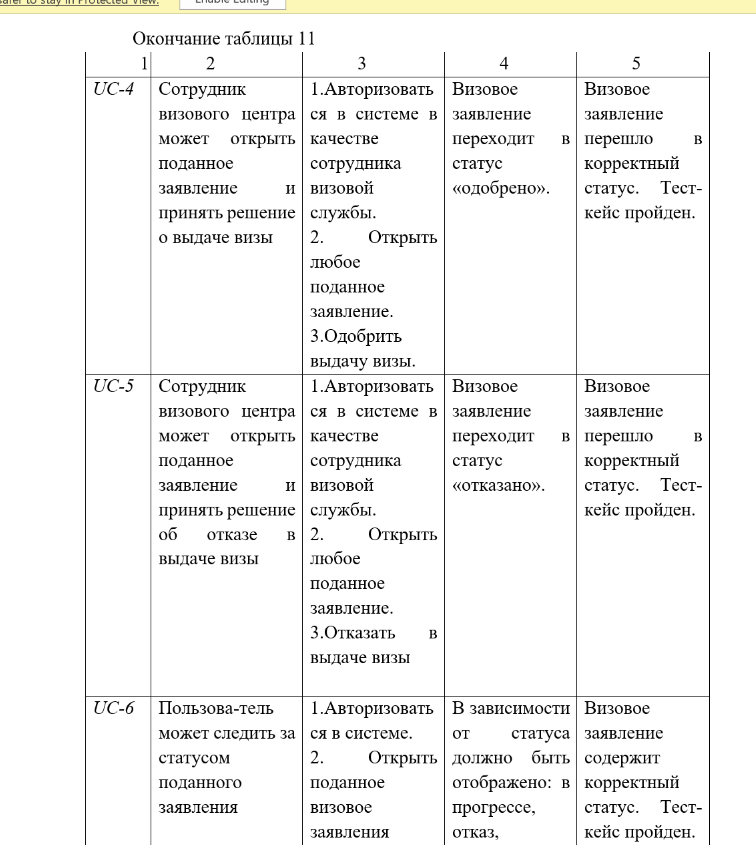 safer to stay in Protected View.
Enable Editing
Окончание таблицы 11
1 2 3 4 5
UC-4
Сотрудник
визового центра
может открыть
поданное
заявление и
принять решение
о выдаче визы
1.Авторизовать
ся в системе в
качестве
сотрудника
визовой
службы.
2. Открыть
любое
поданное
заявление.
3.Одобрить
выдачу визы.
Визовое
заявление
переходит в
статус
«одобрено».
Визовое
заявление
перешло в
корректный
статус. Тест-
кейс пройден.
UC-5
Сотрудник
визового центра
может открыть
поданное
заявление и
принять решение
об отказе в
выдаче визы
1.Авторизовать
ся в системе в
качестве
сотрудника
визовой
службы.
2. Открыть
любое
поданное
заявление.
3.Отказать в
выдаче визы
Визовое
заявление
переходит в
статус
«отказано».
Визовое
заявление
перешло в
корректный
статус. Тест-
кейс пройден.
UC-6
Пользова-тель
может следить за
статусом
поданного
заявления
1.Авторизовать
ся в системе.
2. Открыть
поданное
визовое
заявления
В зависимости
от статуса
должно быть
отображено: в
прогрессе,
отказ,
Визовое
заявление
содержит
корректный
статус. Тест-
кейс пройден.